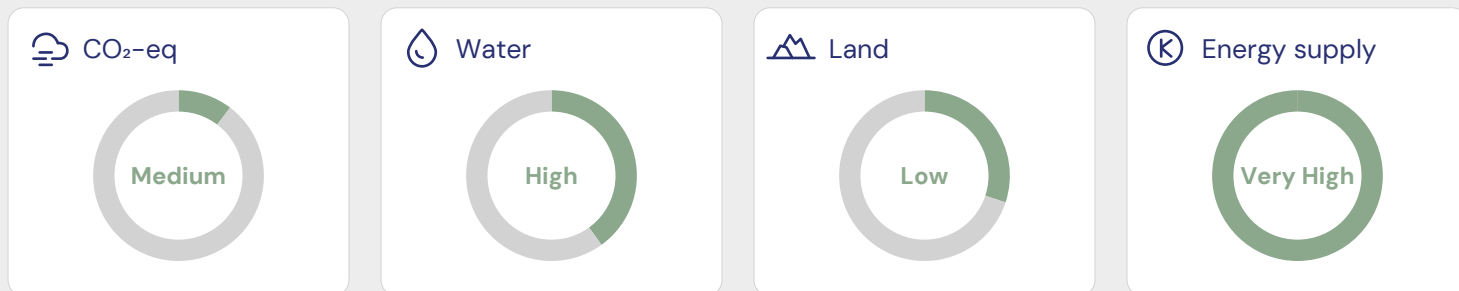 CO₂-eq
Water
Land
Energy supply
Medium
High
Low
Very High